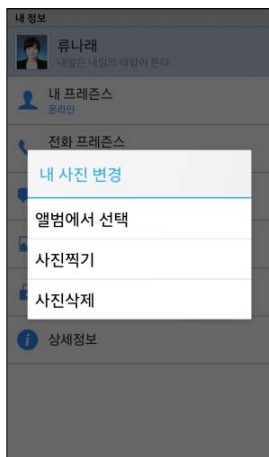 내 정보
류나래
내일은 내일의 태양이 뜬다.
내 프레즌스
온라인
전화 프레즌스
내 사진 변경
앨범에서 선택
사진찍기
사진삭제
상세정보